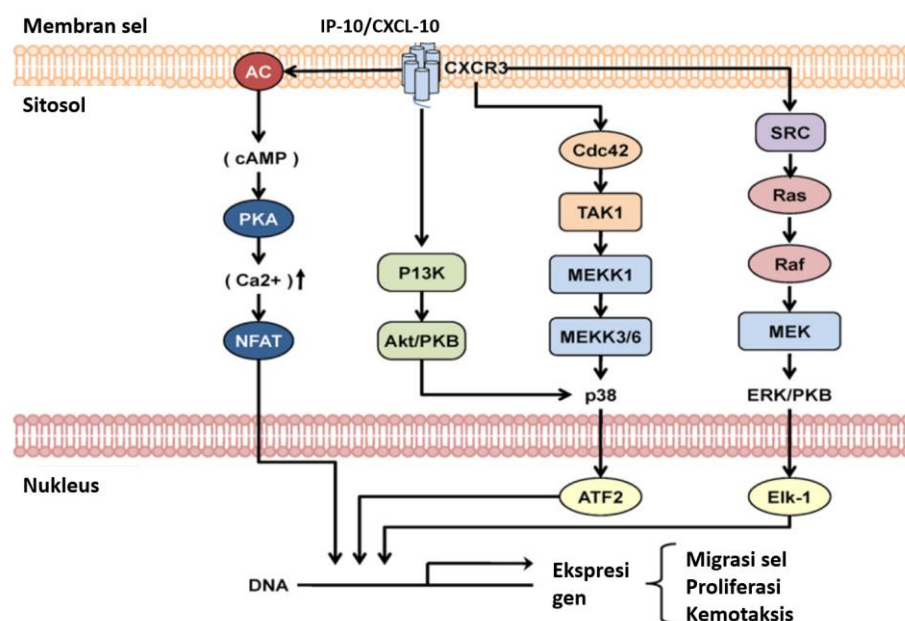 Membran sel
IP-10/CXCL-10
AC
CXCR3
Sitosol
SRC
Cdc42
( cAMP )
Ras
TAK1
PKA
Raf
P13K
MEKK1
( Ca2+ )
NFAT
Akt/PKB
MEKK3/6
MEK
p38
ERK/PKB
Nukleus
ATF2
Elk-1
DNA
Ekspresi
gen
Migrasi sel
Proliferasi
Kemotaksis